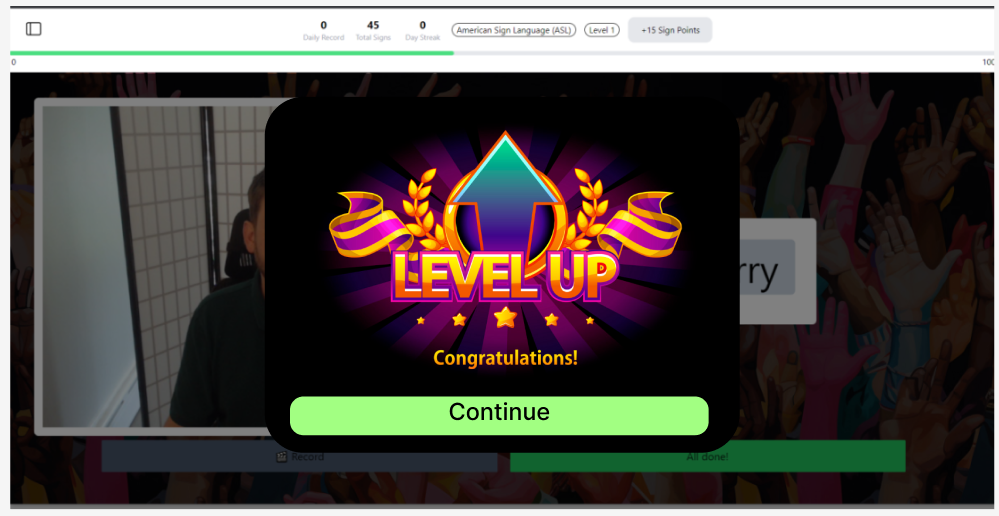 0 45 0
Daily Record Total Signs Day Streak
American Sign Language (ASL) Level 1 +15 Sign Points
0 100
rry
LEVEL UP
Congratulations!
Continue
Record All done!